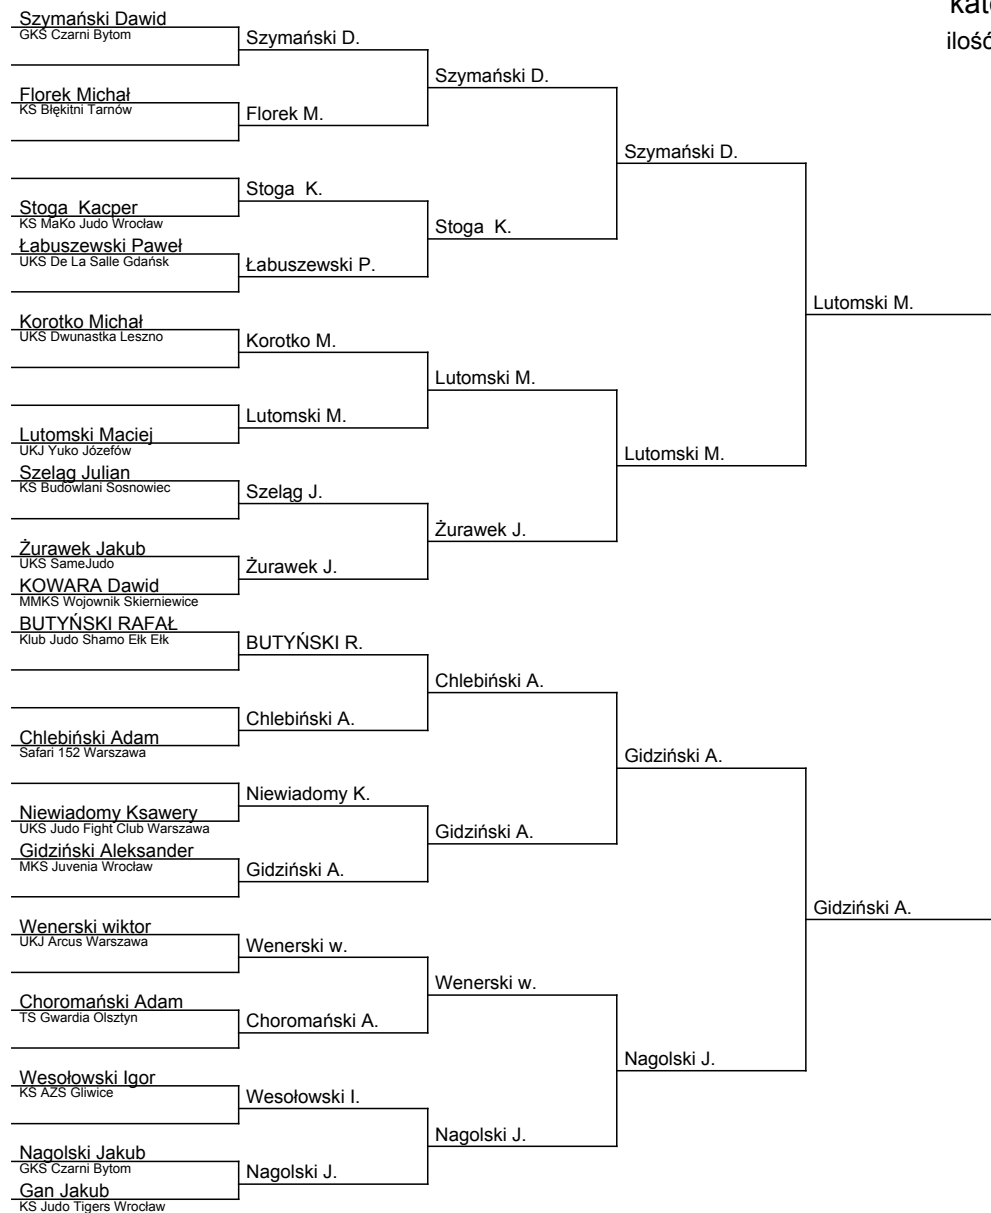 kat
ilość
Szymański Dawid
GKS Czarni Bytom
Florek Michał
KS Błękitni Tarnów
Stoga Kacper
KS MaKo Judo Wrocław
Łabuszewski Paweł
UKS De La Salle Gdańsk
Korotko Michał
UKS Dwunastka Leszno
Lutomski Maciej
UKJ Yuko Józefów
Szeląg Julian
KS Budowlani Sosnowiec
Żurawek Jakub
UKS SameJudo
KOWARA Dawid
MMKS Wojownik Skierniewice
BUTYŃSKI RAFAŁ
Klub Judo Shamo Ełk Ełk
Chlebiński Adam
Safari 152 Warszawa
Niewiadomy Ksawery
UKS Judo Fight Club Warszawa
Gidziński Aleksander
MKS Juvenia Wrocław
Wenerski wiktor
UKJ Arcus Warszawa
Choromański Adam
TS Gwardia Olsztyn
Wesołowski Igor
KS AZS Gliwice
Nagolski Jakub
GKS Czarni Bytom
Gan Jakub
KS Judo Tigers Wrocław
Szymański D.
Florek M.
Stoga K.
Łabuszewski P.
Korotko M.
Lutomski M.
Szeląg J.
Żurawek J.
BUTYŃSKI R.
Chlebiński A.
Niewiadomy K.
Gidziński A.
Wenerski w.
Choromański A.
Wesołowski I.
Nagolski J.
Szymański D.
Stoga K.
Lutomski M.
Żurawek J.
Chlebiński A.
Gidziński A.
Wenerski w.
Nagolski J.
Szymański D.
Lutomski M.
Gidziński A.
Nagolski J.
Lutomski M.
Gidziński A.